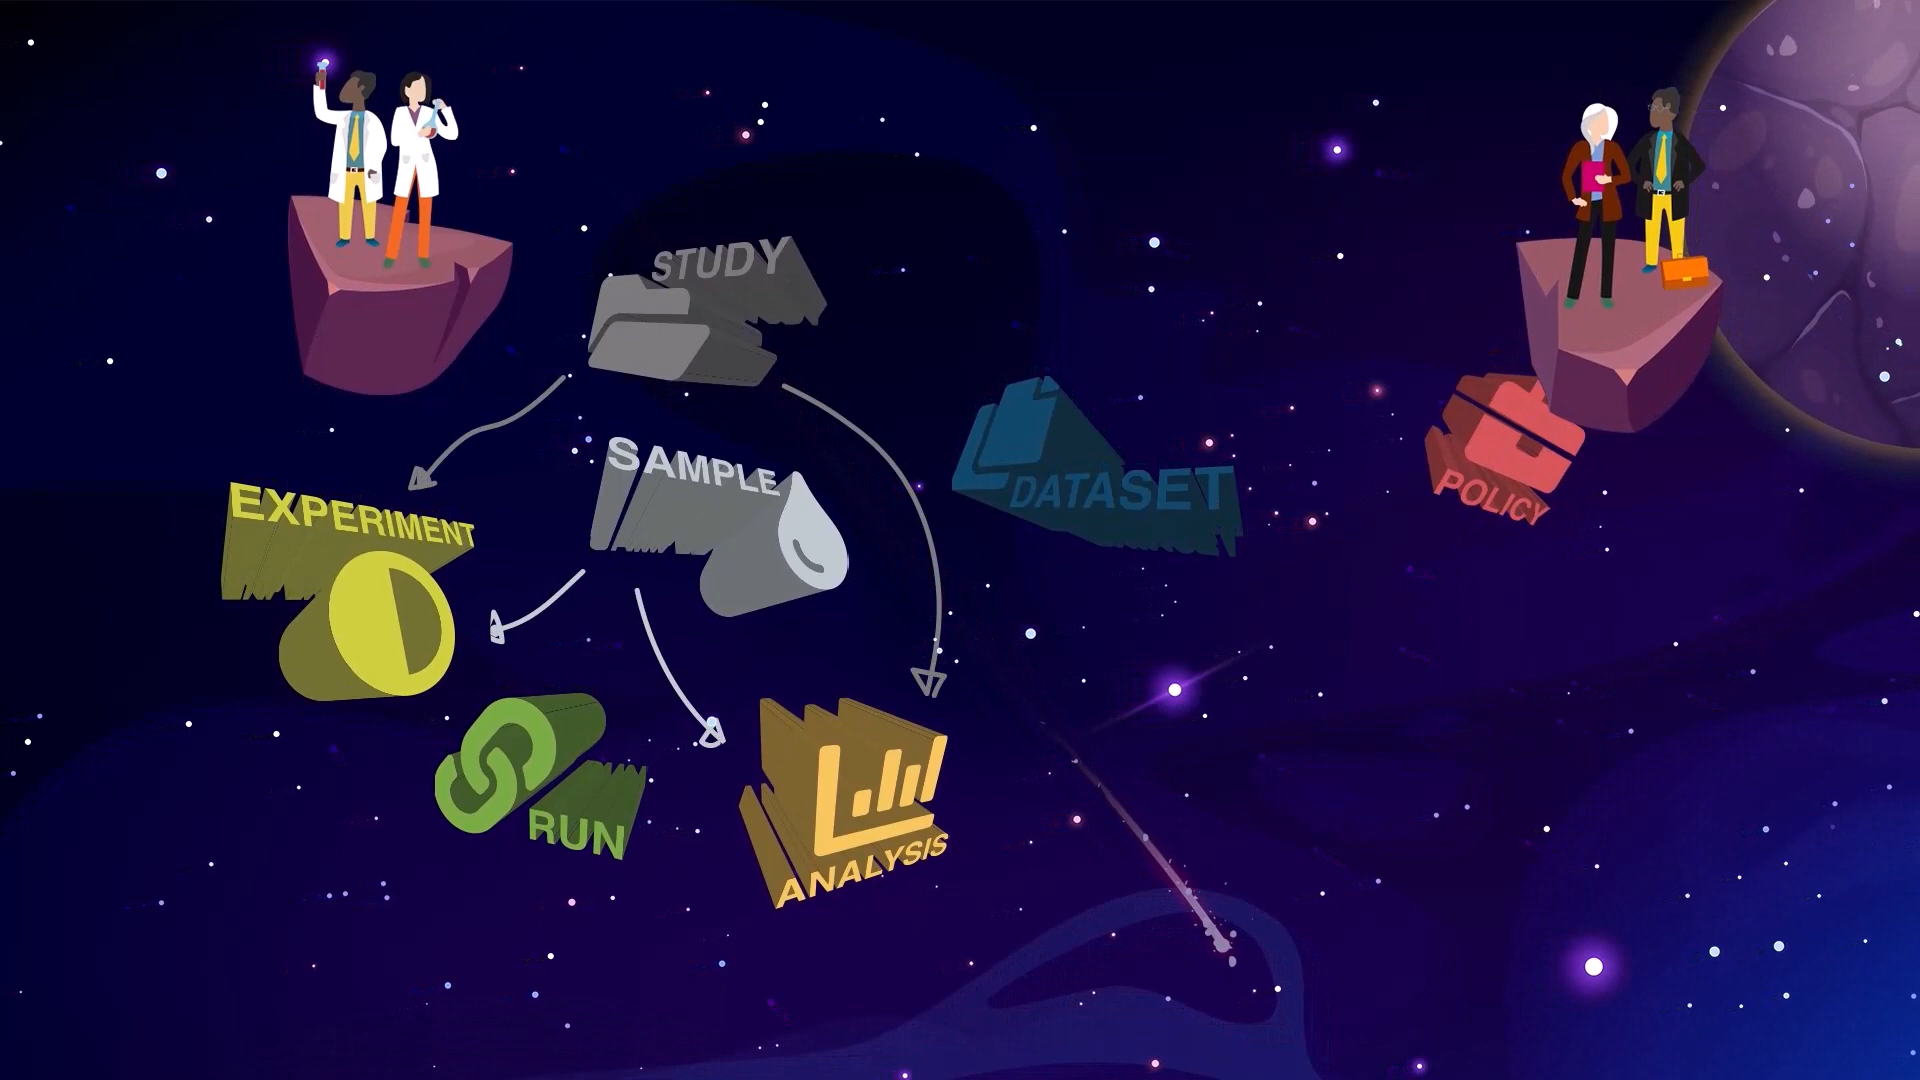 STUDY
SAMPLE
EXPERIMENT
DATASET
POLICY
RUN
ANALYSIS